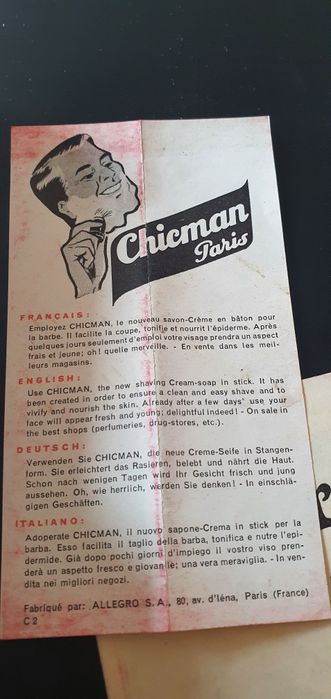 Chicman
Paris
FRANÇAIS:
Employez CHICMAN, le nouveau savon-Crème en bâton pour
la barbe. Il facilite la coupe, tonifie et nourrit l'épiderme. Après
quelques jours seulement d'emploi votre visage prendra un aspect
frais et jeune; oh! quelle merveille. - En vente dans les meil-
leurs magasins.
ENGLISH:
Use CHICMAN, the new shaving Cream-soap in stick. It has
been created in order to ensure a clean and easy shave and to
vivify and nourish the skin. Already after a few days' use your
face will appear fresh and young; delightful indeed! - On sale in
the best shops (perfumeries, drug-stores, etc.).
DEUTSCH:
Verwenden Sie CHICMAN, die neue Creme-Seife in Stangen-
form. Sie erleichtert das Rasieren, belebt und nährt die Haut.
Schon nach wenigen Tagen wird Ihr Gesicht frisch und jung
aussehen. Oh, wie herrlich, werden Sie denken! - In einschlä-
gigen Geschäften.
ITALIANO:
Adoperate CHICMAN, il nuovo sapone-Crema in stick per la
barba. Esso facilita il taglio della barba, tonifica e nutre l'epi-
dermide. Già dopo pochi giorni d'impiego il vostro viso pren-
derà un aspetto fresco e giovanile; una vera meraviglia. - In ven-
dita nei migliori negozi.
Fabriqué par: ALLEGRO S.A., 80, av. d'Iéna, Paris (France)
C 2